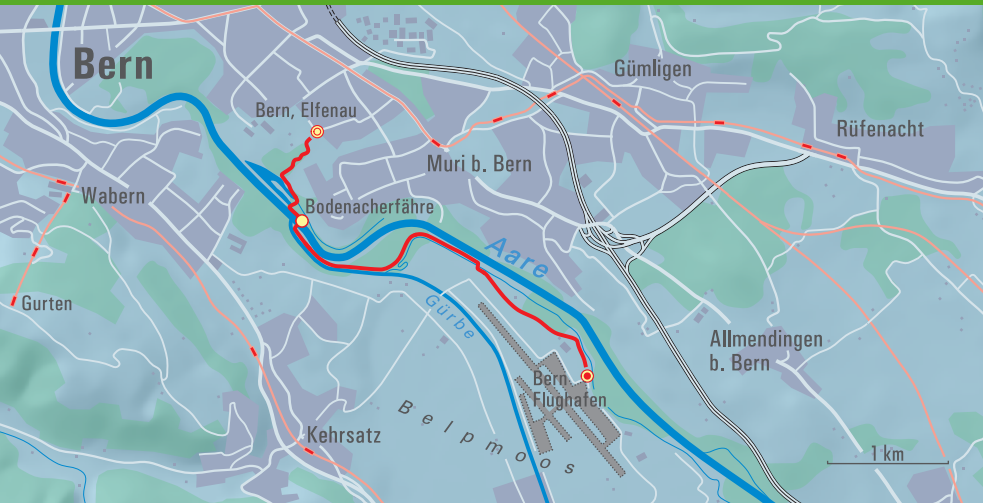 Bern
Gümligen
Bern, Elfenau
Rüfenacht
Muri b. Bern
Wabern
Bodenacherfähre
Aare
Gurten
Gürbe
Allmendingen
b. Bern
Bern
Flughafen
Belpmoos
Kehrsatz
1 km